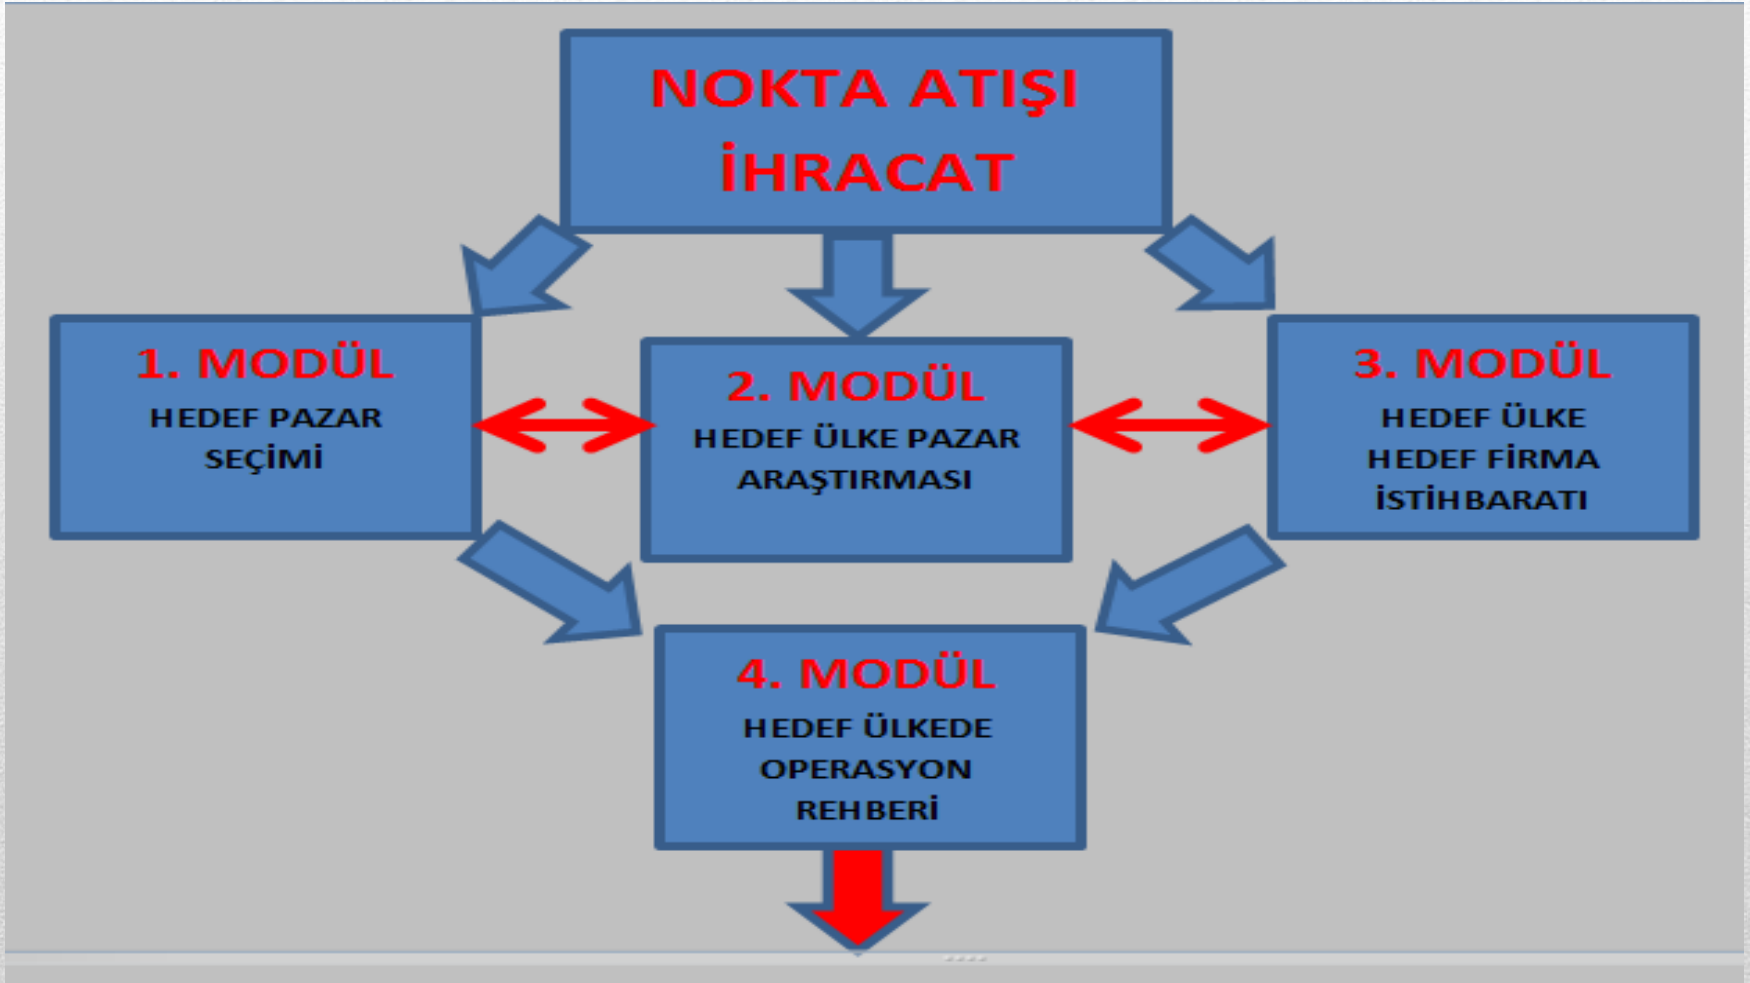 NOKTA ATIŞI
İHRACAT
1. MODÜL
HEDEF PAZAR
SEÇİMİ
2. MODÜL
HEDEF ÜLKE PAZAR
ARAŞTIRMASI
3. MODÜL
HEDEF ÜLKE
HEDEF FİRMA
İSTİHBARATI
4. MODÜL
HEDEF ÜLKEDE
OPERASYON
REHBERİ